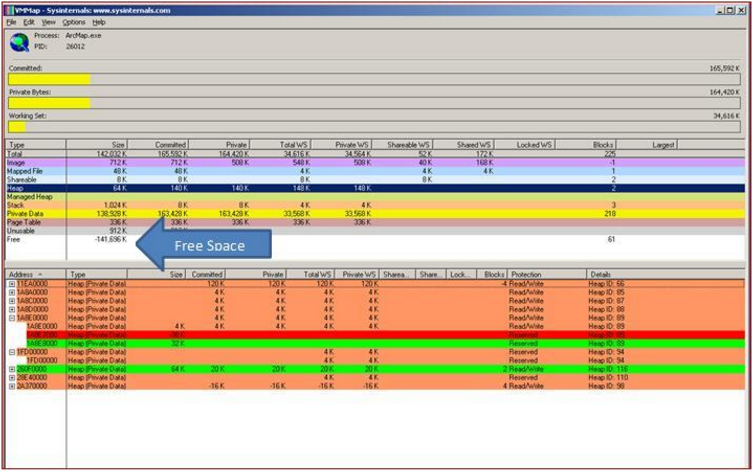 VMMap - Sysinternals: www.sysinternals.com
File Edit View Options Help
Process: ArcMap.exe
PID: 26012
Committed: 165,592 K
Private Bytes: 164,420 K
Working Set: 34,616 K
Type Size Committed Private Total WS Private WS Shareable WS Shared WS Locked WS Blocks Largest
Total 142,032 K 165,592 K 164,420 K 34,616 K 34,564 K 52 K 172 K 225
Image 712 K 712 K 508 K 548 K 508 K 40 K 168 K -1
Mapped File 48 K 48 K 4 K 4 K 4 K 1
Shareable 8 K 8 K 8 K 8 K 2
Heap 64 K 140 K 140 K 148 K 148 K 2
Managed Heap
Stack 1,024 K 8 K 8 K 4 K 4 K 3
Private Data 138,928 K 163,428 K 163,428 K 33,568 K 33,568 K 218
Page Table 336 K 336 K 336 K 336 K 336 K
Unusable 912 K
Free -141,696 K 61
Free Space
Address Type Size Committed Private Total WS Private WS Sharea... Share... Lock... Blocks Protection Details
11EA0000 Heap (Private Data) 120 K 120 K 120 K 120 K -4 Read/Write Heap ID: 66
1A8A0000 Heap (Private Data) 4 K 4 K 4 K 4 K Read/Write Heap ID: 85
1A8C0000 Heap (Private Data) 4 K 4 K 4 K 4 K Read/Write Heap ID: 87
1A8D0000 Heap (Private Data) 4 K 4 K 4 K 4 K Read/Write Heap ID: 88
1A8E0000 Heap (Private Data) 4 K 4 K 4 K 4 K Read/Write Heap ID: 89
1A8E0000 Heap (Private Data) 4 K 4 K 4 K 4 K 4 K Read/Write Heap ID: 89
Heap (Private Data) Reserved
1A8E8000 Heap (Private Data) 32 K Reserved Heap ID: 89
1FD00000 Heap (Private Data) 4 K 4 K Reserved Heap ID: 94
1FD00000 Heap (Private Data) 4 K 4 K Reserved Heap ID: 94
260F0000 Heap (Private Data) 64 K 20 K 20 K 20 K 20 K 2 Read/Write Heap ID: 116
28E40000 Heap (Private Data) 4 K 4 K Reserved Heap ID: 110
2A370000 Heap (Private Data) -16 K -16 K -16 K -16 K 4 Read/Write Heap ID: 98